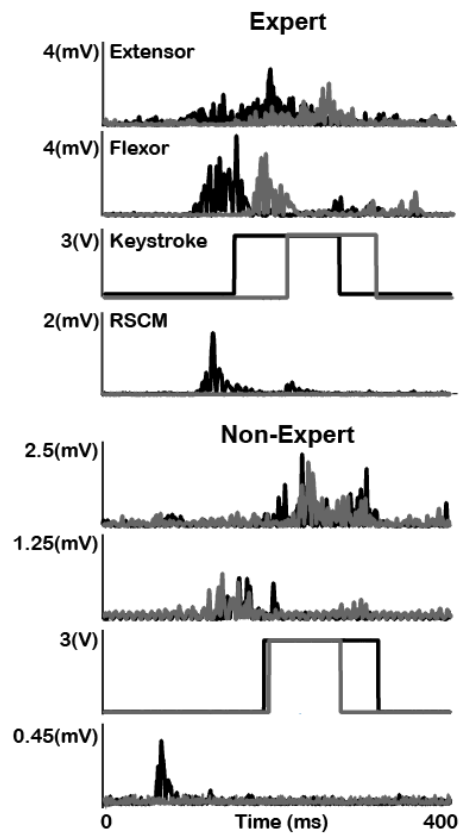 Expert
4(mV) Extensor
4(mV) Flexor
3(V) Keystroke
2(mV) RSCM
Non-Expert
2.5(mV)
1.25(mV)
3(V)
0.45(mV)
0 Time (ms) 400